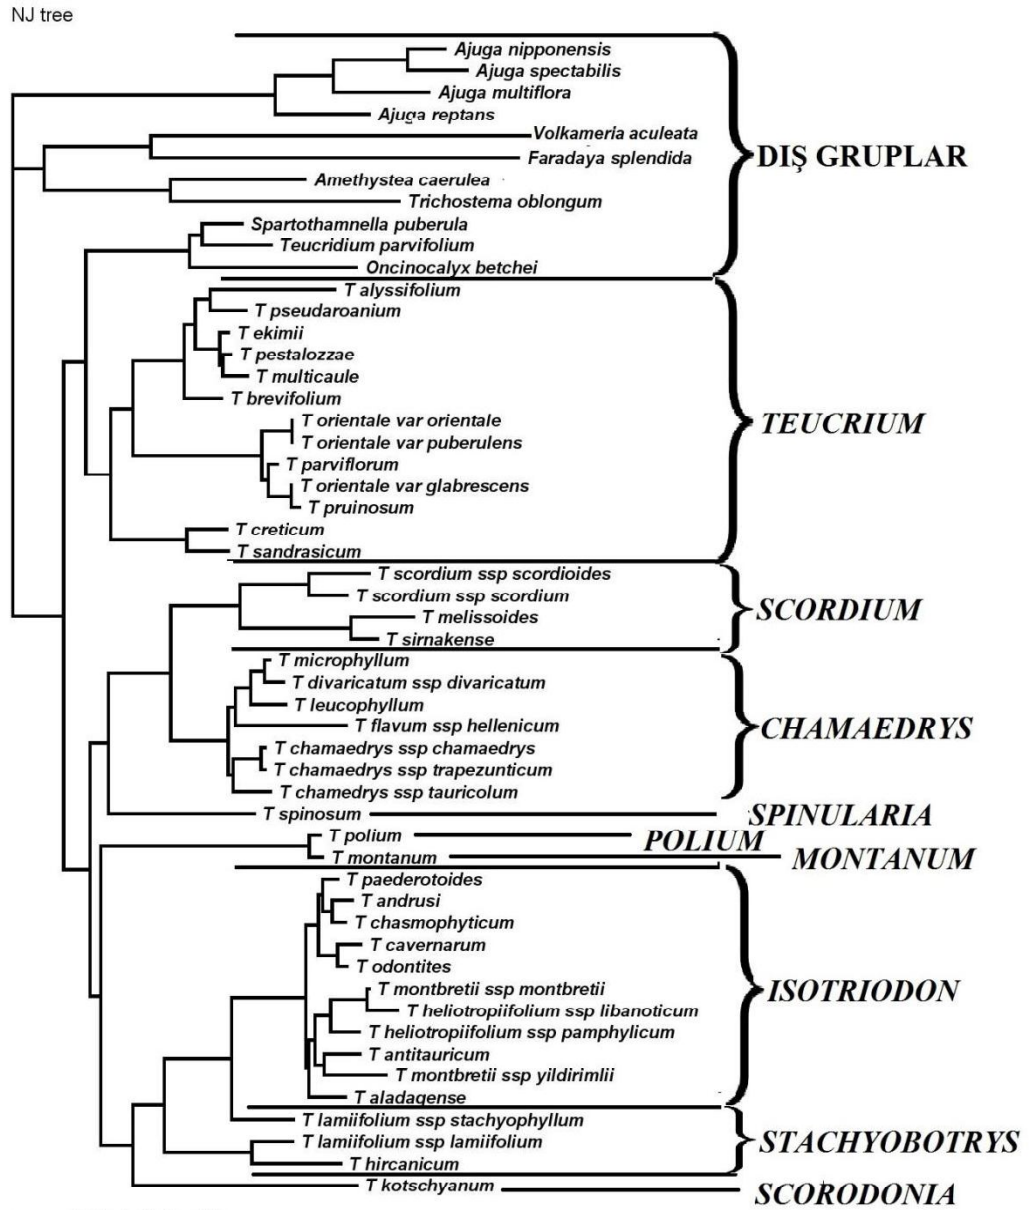 NJ tree
Ajuga nipponensis
Ajuga spectabilis
Ajuga multiflora
Ajuga reptans
Volkameria aculeata
Faradaya splendida
DIŞ GRUPLAR
Amethystea caerulea
Trichostema oblongum
Spartothamnella puberula
Teucridium parvifolium
Oncinocalyx betchei
T alyssifolium
T pseudaroanium
T ekimii
T pestalozzae
T multicaule
T brevifolium
T orientale var orientale
TEUCRIUM
T orientale var puberulens
T parviflorum
T orientale var glabrescens
T pruinosum
T creticum
T sandrasicum
T scordium ssp scordioides
T scordium ssp scordium
SCORDIUM
T melissoides
T sirnakense
T microphyllum
T divaricatum ssp divaricatum
T leucophyllum
T flavum ssp hellenicum
CHAMAEDRYS
T chamaedrys ssp chamaedrys
T chamaedrys ssp trapezunticum
T chamedrys ssp tauricolum
T spinosum
SPINULARIA
T polium
POLIUM
T montanum
MONTANUM
T paederotoides
T andrusi
T chasmophyticum
T cavernarum
T odontites
T montbretii ssp montbretii
ISOTRIODON
T heliotropiifolium ssp libanoticum
T heliotropiifolium ssp pamphylicum
T antitauricum
T montbretii ssp yildirimlii
T aladagense
T lamiifolium ssp stachyophyllum
T lamiifolium ssp lamiifolium
STACHYOBOTRYS
T hircanicum
T kotschyanum
SCORODONIA